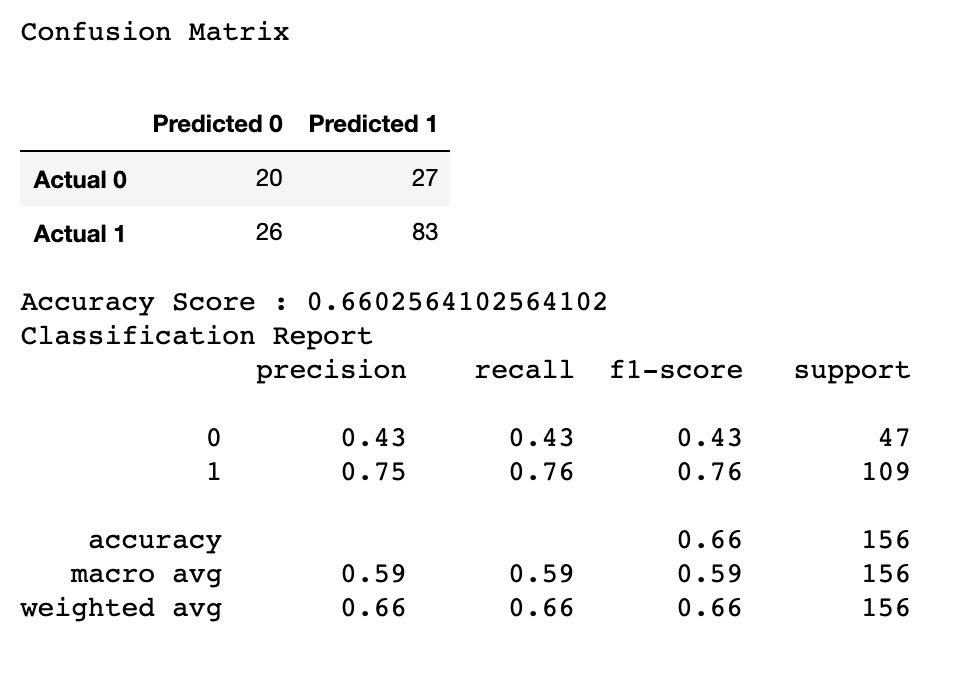 Confusion Matrix
Predicted 0 Predicted 1
Actual 0 20 27
Actual 1 26 83
Accuracy Score : 0.6602564102564102
Classification Report
precision recall f1-score support
0 0.43 0.43 0.43 47
1 0.75 0.76 0.76 109
accuracy 0.66 156
macro avg 0.59 0.59 0.59 156
weighted avg 0.66 0.66 0.66 156